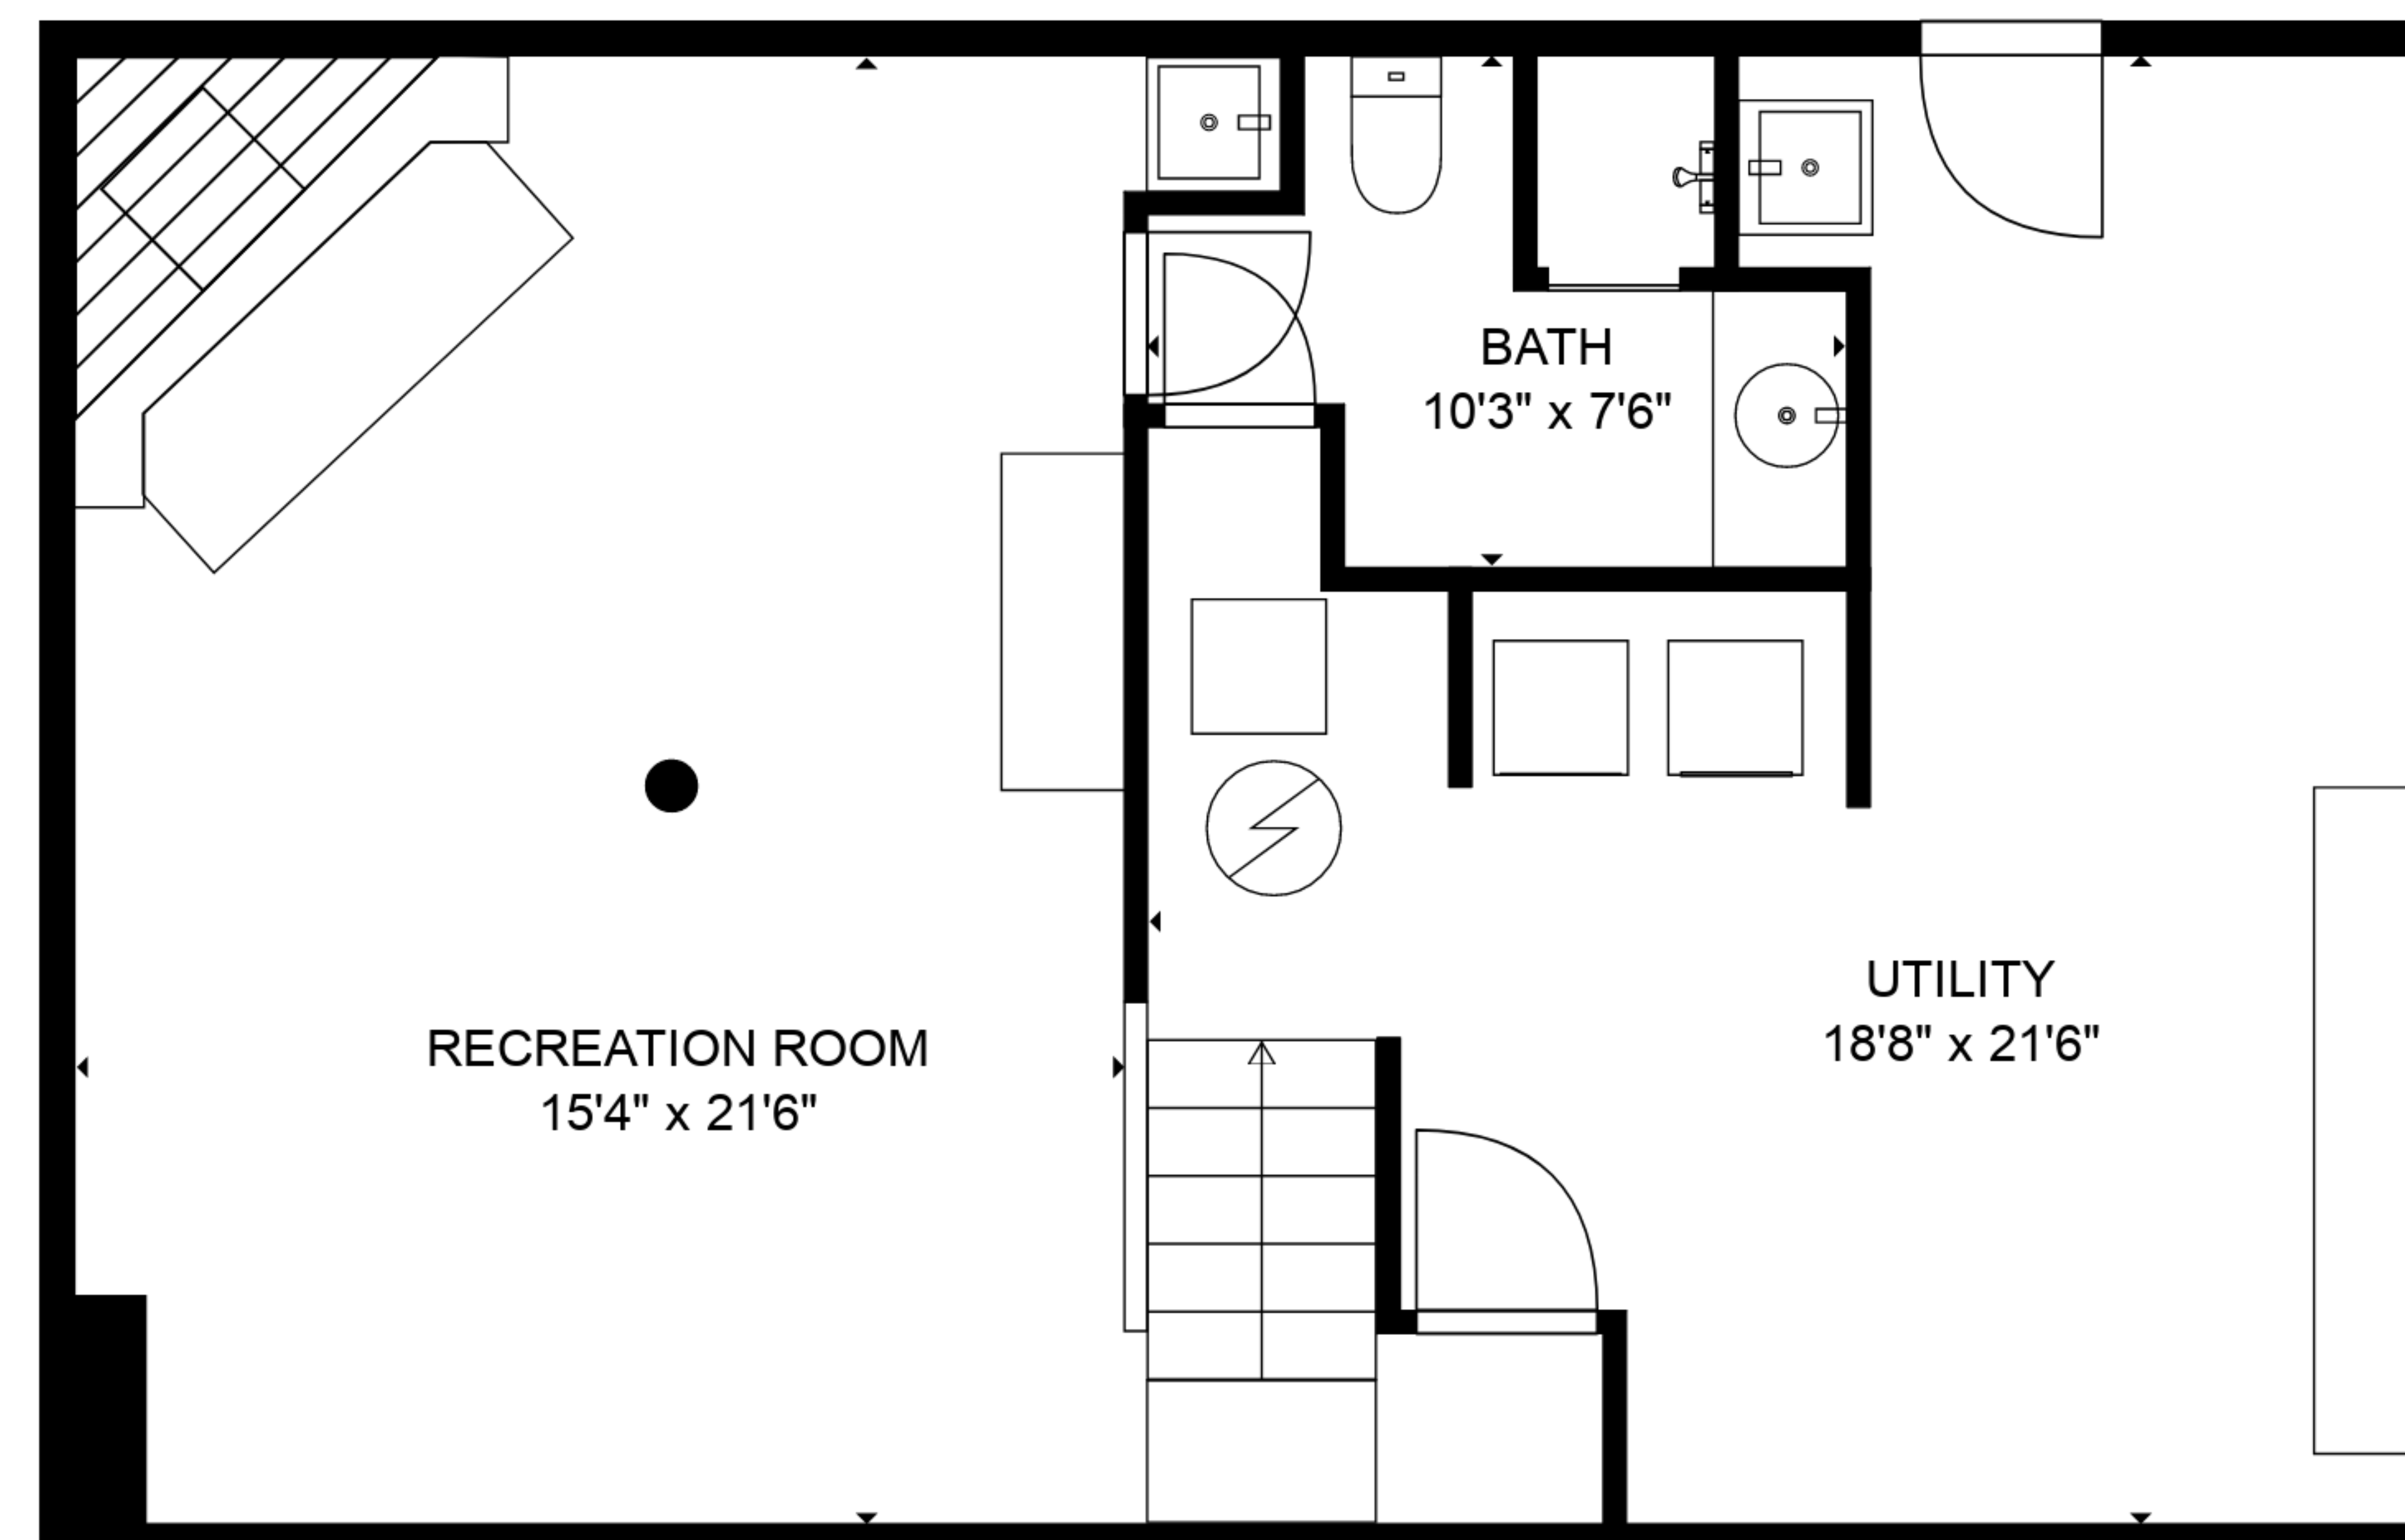 BATH
10'3" x 7'6"
UTILITY
18'8" x 21'6"
RECREATION ROOM
15'4" x 21'6"